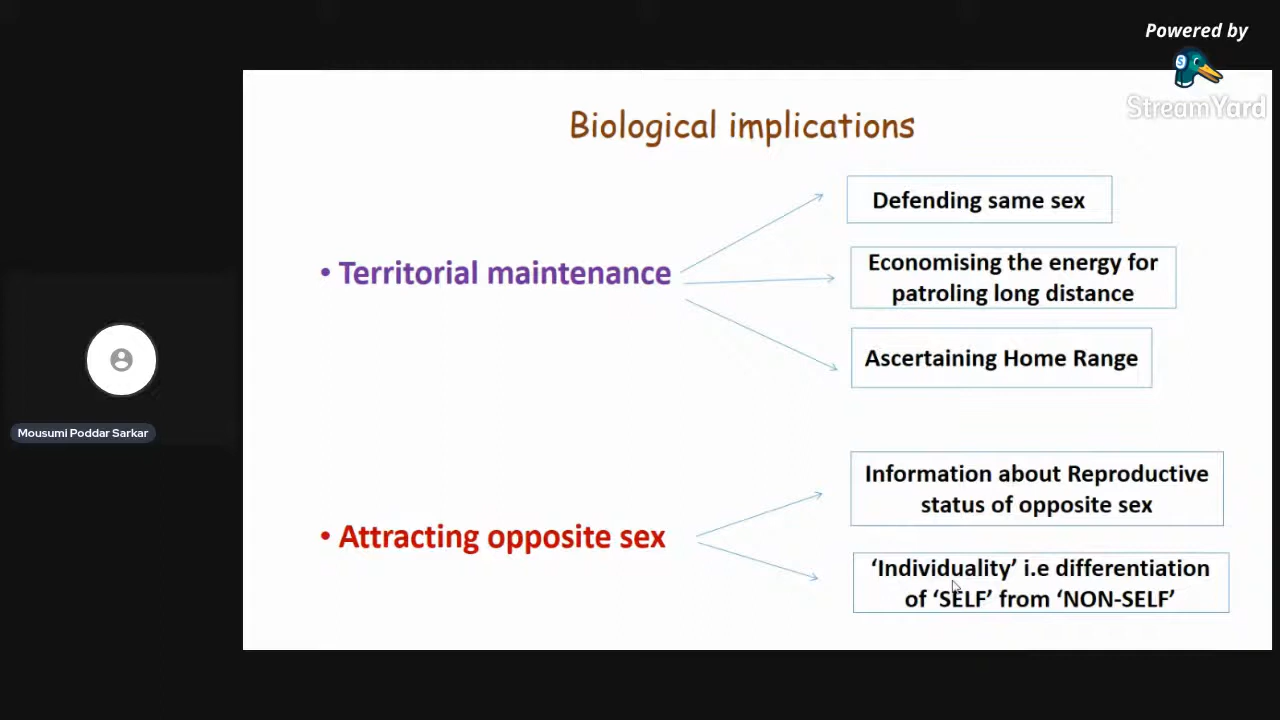 Powered by
StreamYard
Biological implications
• Territorial maintenance
Defending same sex
Economising the energy for
patroling long distance
Ascertaining Home Range
• Attracting opposite sex
Information about Reproductive
status of opposite sex
‘Individuality’ i.e differentiation
of ‘SELF’ from ‘NON-SELF’
Mousumi Poddar Sarkar